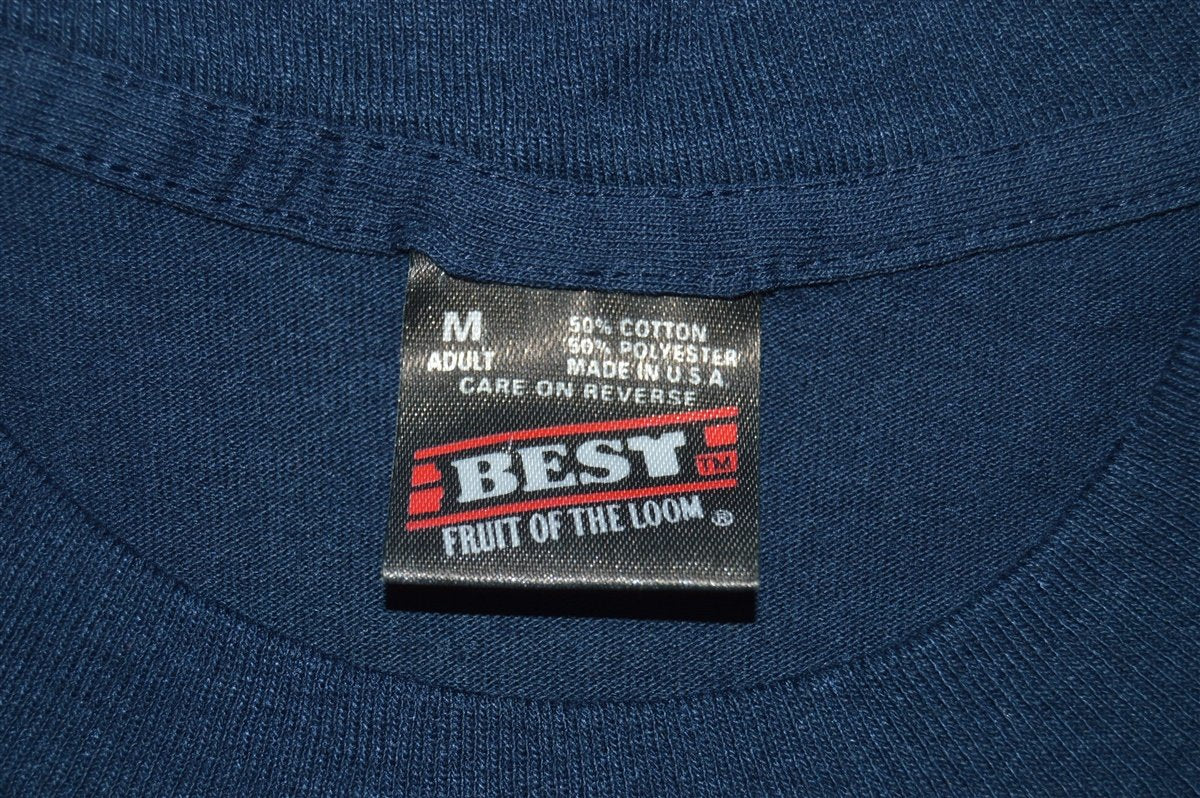 M
ADULT
50% COTTON
50% POLYESTER
MADE IN U.S.A
CARE ON REVERSE
BEST
TM
FRUIT OF THE LOOM ®